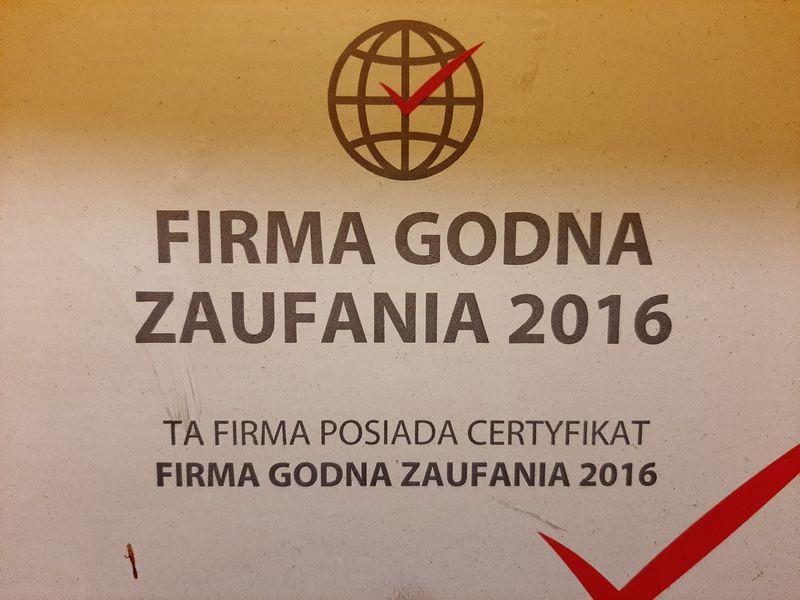 FIRMA GODNA
ZAUFANIA 2016
TA FIRMA POSIADA CERTYFIKAT
FIRMA GODNA ZAUFANIA 2016